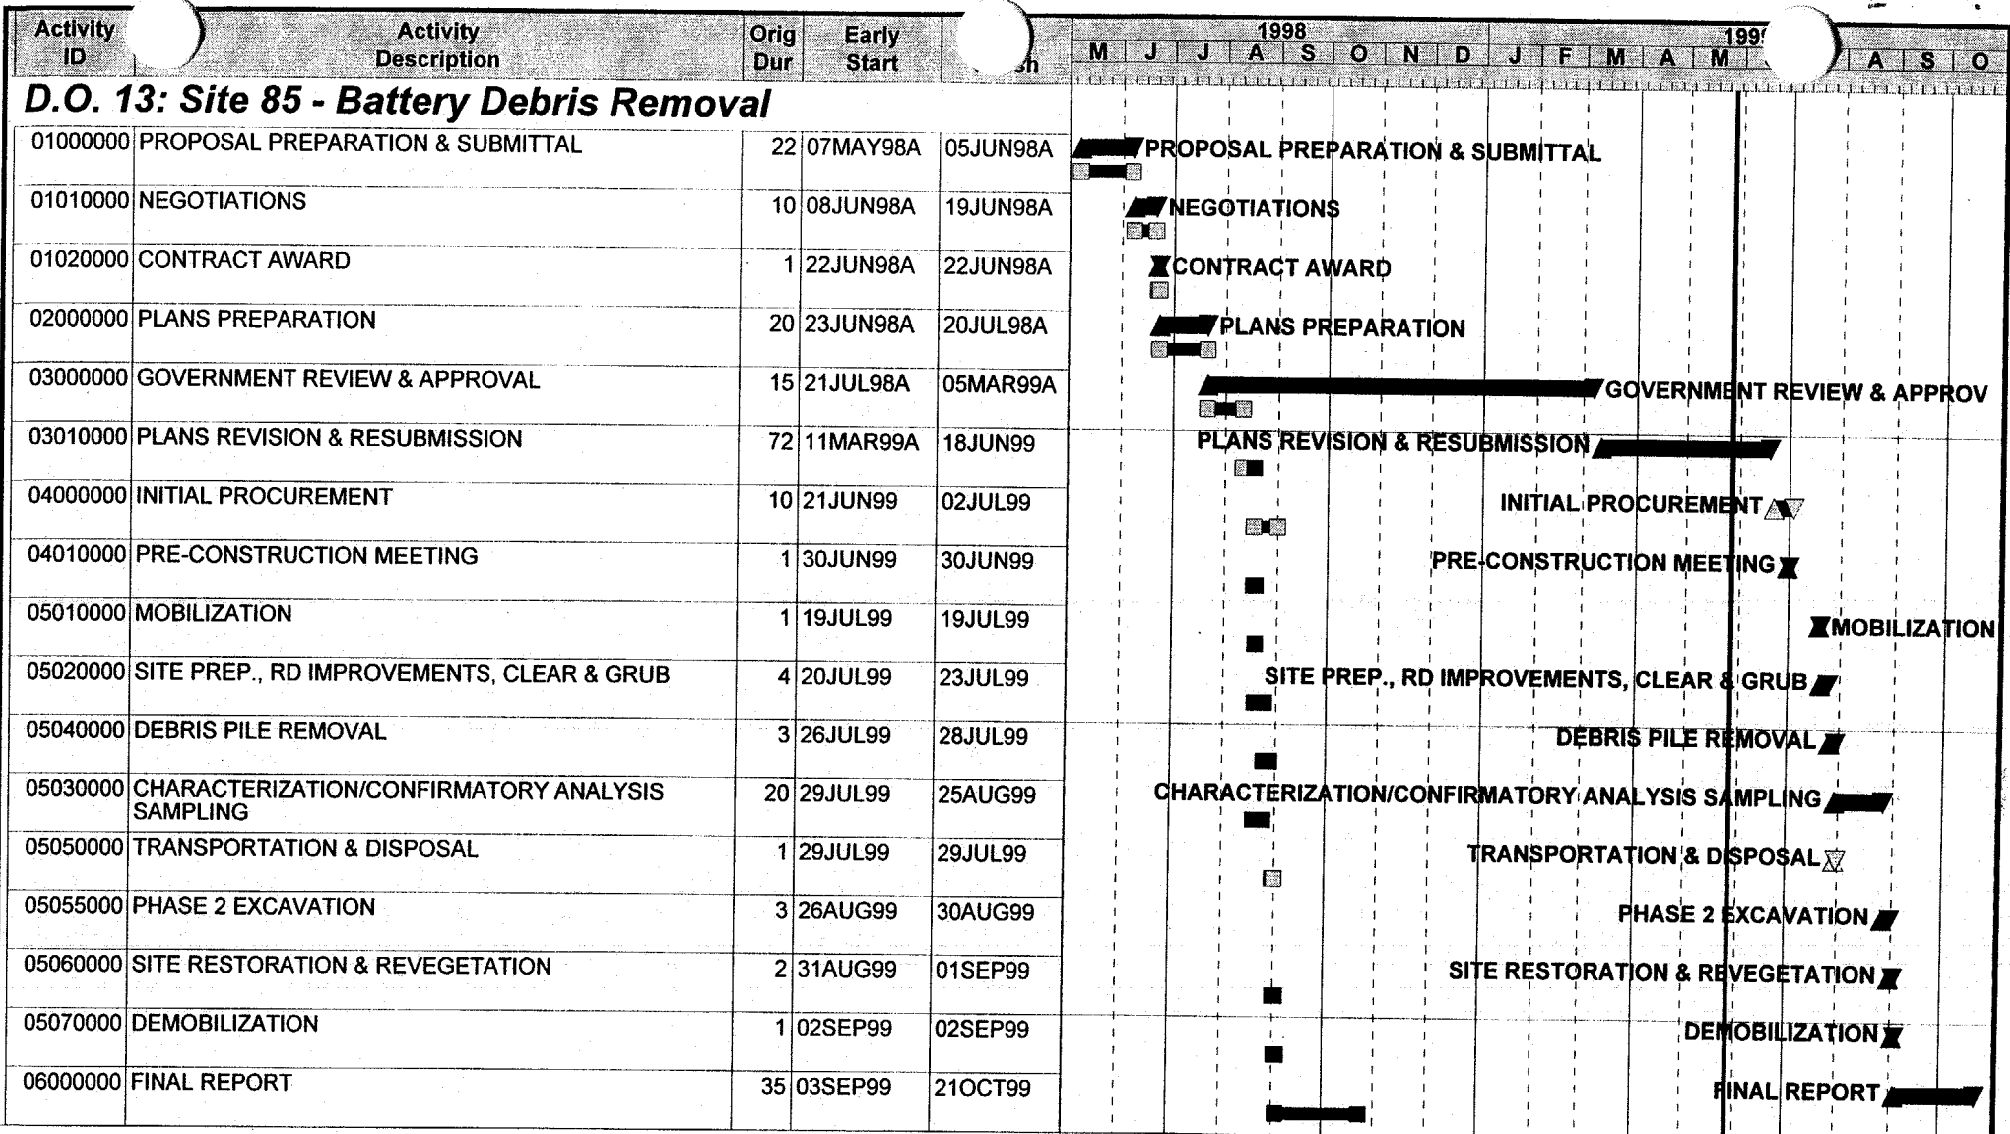 Activity ID Activity Description Orig Dur Early Start
1998
M J J A S O N D J F M A M A S O
D.O. 13: Site 85 - Battery Debris Removal
01000000 PROPOSAL PREPARATION & SUBMITTAL 22 07MAY98A 05JUN98A PROPOSAL PREPARATION & SUBMITTAL
01010000 NEGOTIATIONS 10 08JUN98A 19JUN98A NEGOTIATIONS
01020000 CONTRACT AWARD 1 22JUN98A 22JUN98A CONTRACT AWARD
02000000 PLANS PREPARATION 20 23JUN98A 20JUL98A PLANS PREPARATION
03000000 GOVERNMENT REVIEW & APPROVAL 15 21JUL98A 05MAR99A GOVERNMENT REVIEW & APPROV
03010000 PLANS REVISION & RESUBMISSION 72 11MAR99A 18JUN99 PLANS REVISION & RESUBMISSION
04000000 INITIAL PROCUREMENT 10 21JUN99 02JUL99 INITIAL PROCUREMENT
04010000 PRE-CONSTRUCTION MEETING 1 30JUN99 30JUN99 PRE-CONSTRUCTION MEETING
05010000 MOBILIZATION 1 19JUL99 19JUL99 MOBILIZATION
05020000 SITE PREP., RD IMPROVEMENTS, CLEAR & GRUB 4 20JUL99 23JUL99 SITE PREP., RD IMPROVEMENTS, CLEAR & GRUB
05040000 DEBRIS PILE REMOVAL 3 26JUL99 28JUL99 DEBRIS PILE REMOVAL
05030000 CHARACTERIZATION/CONFIRMATORY ANALYSIS SAMPLING 20 29JUL99 25AUG99 CHARACTERIZATION/CONFIRMATORY ANALYSIS SAMPLING
05050000 TRANSPORTATION & DISPOSAL 1 29JUL99 29JUL99 TRANSPORTATION & DISPOSAL
05055000 PHASE 2 EXCAVATION 3 26AUG99 30AUG99 PHASE 2 EXCAVATION
05060000 SITE RESTORATION & REVEGETATION 2 31AUG99 01SEP99 SITE RESTORATION & REVEGETATION
05070000 DEMOBILIZATION 1 02SEP99 02SEP99 DEMOBILIZATION
06000000 FINAL REPORT 35 03SEP99 21OCT99 FINAL REPORT